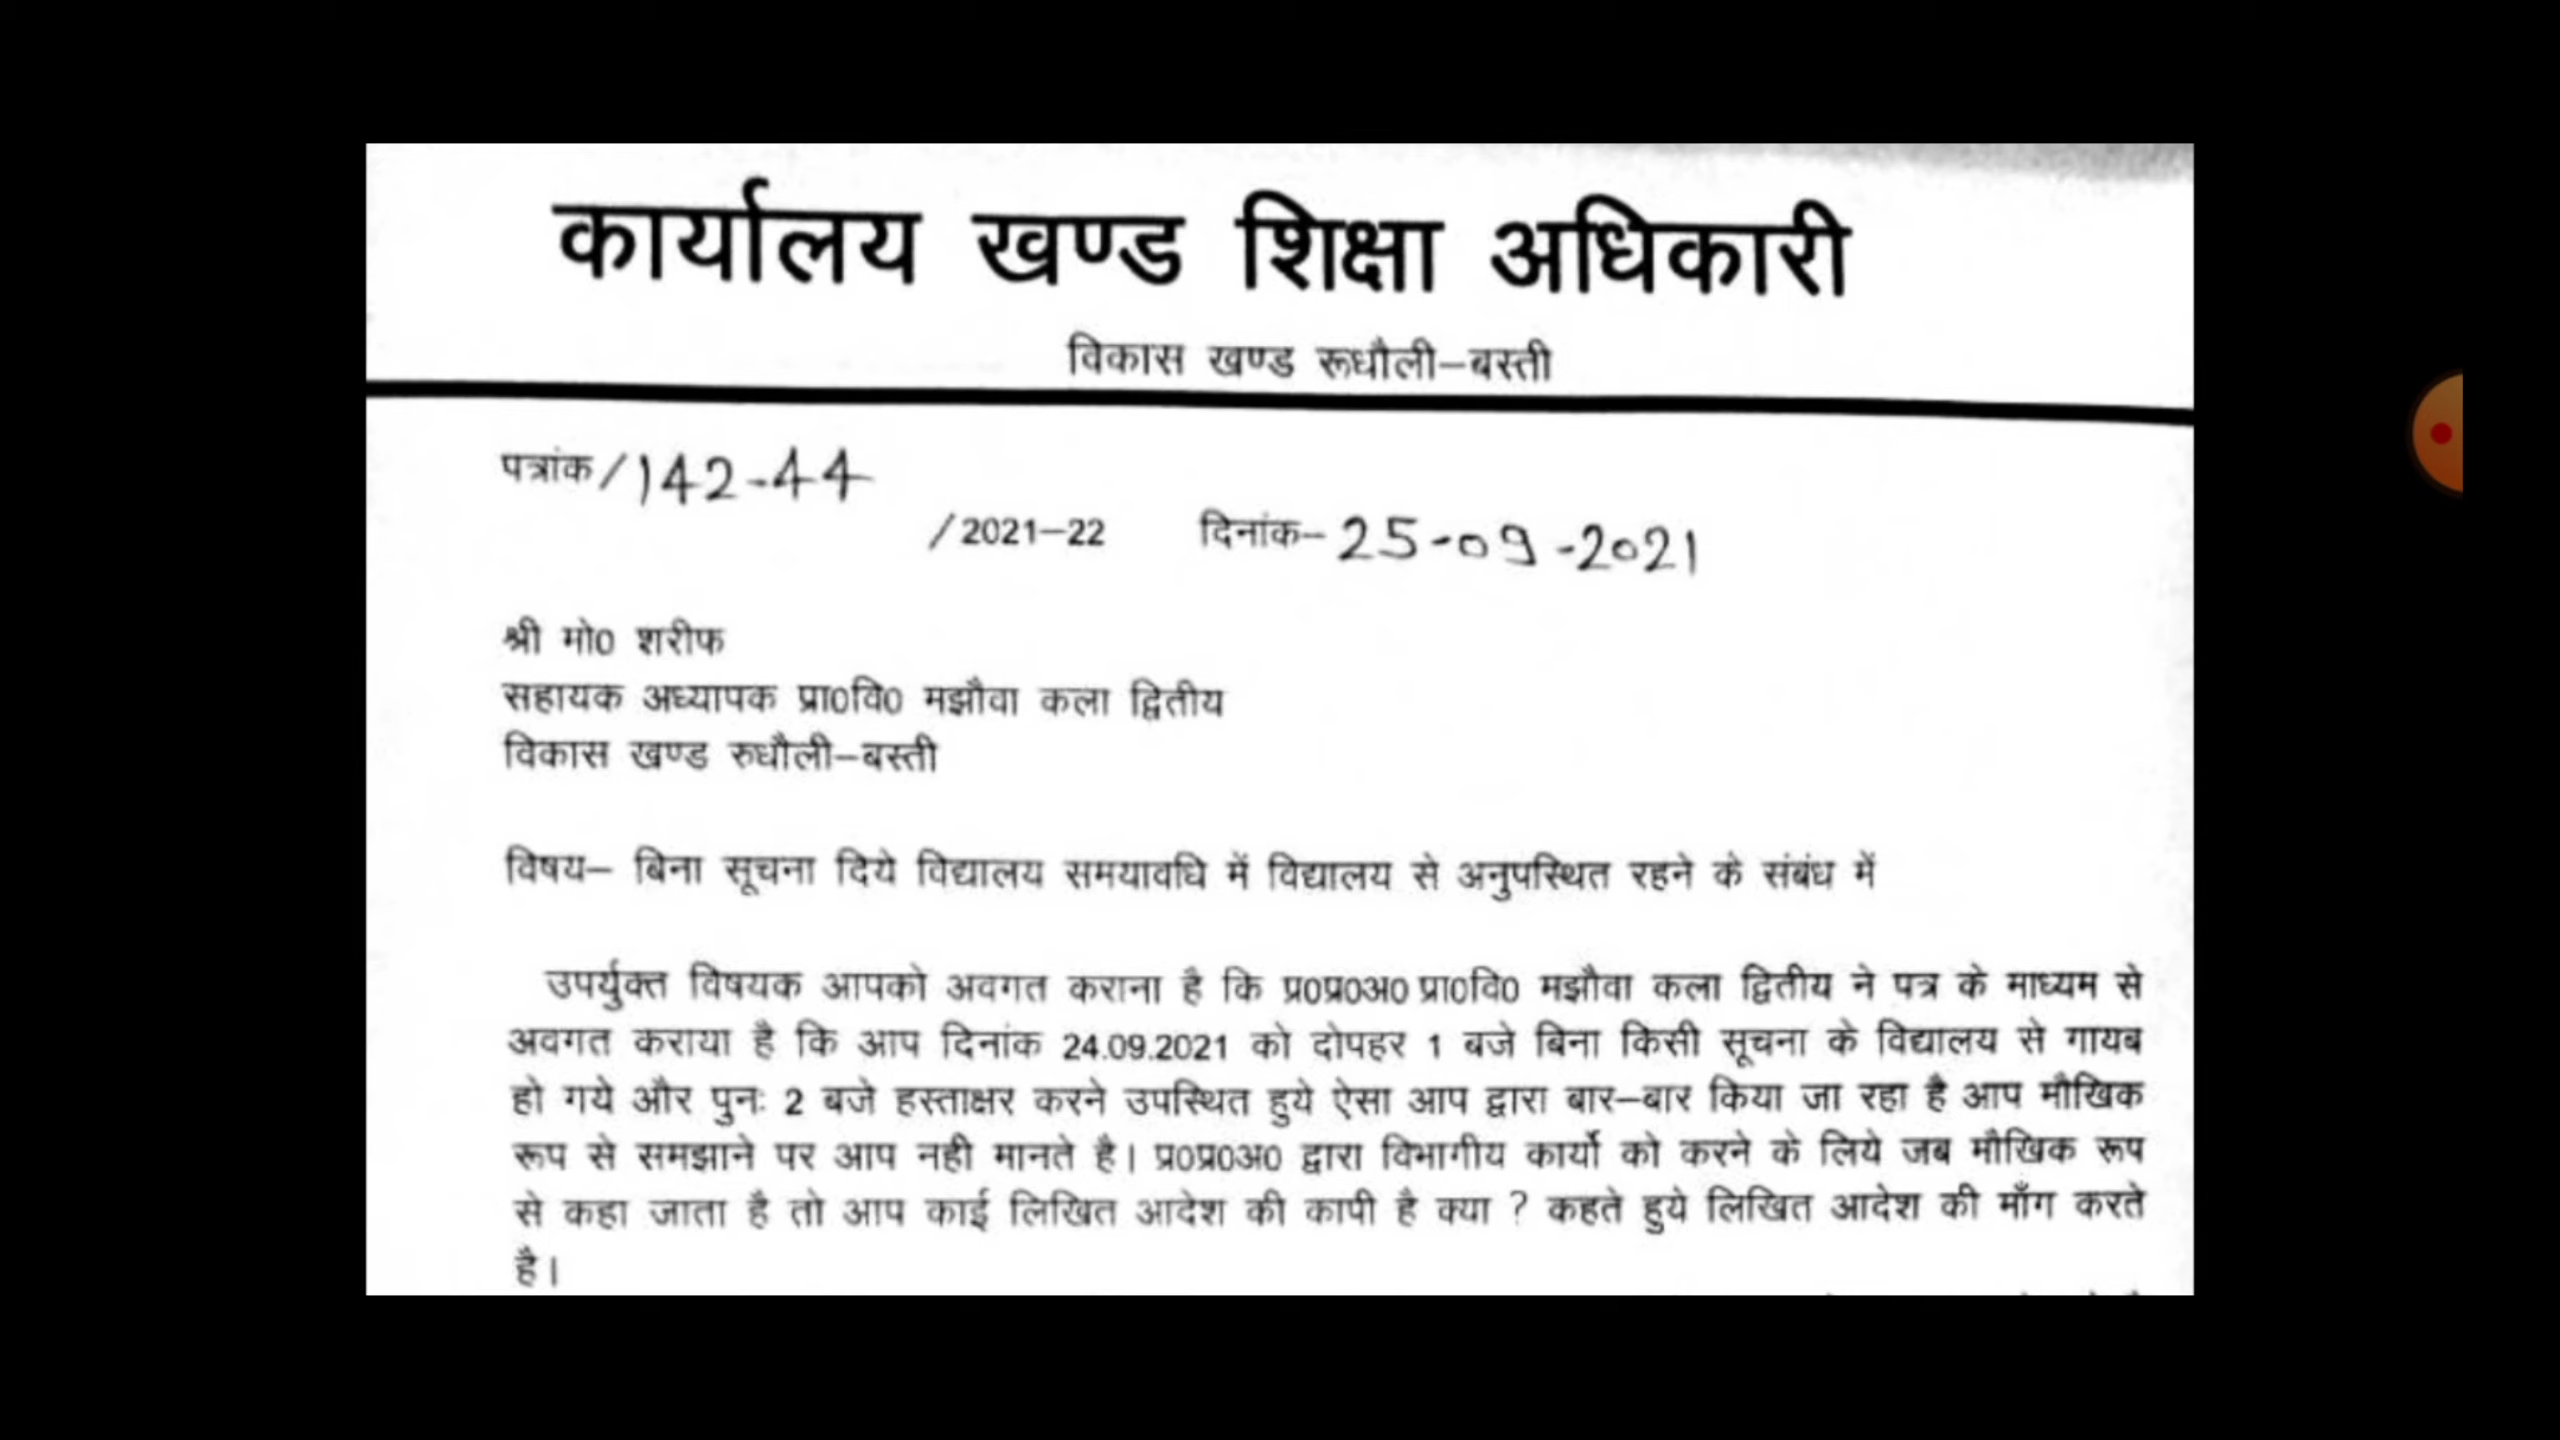 कार्यालय खण्ड शिक्षा अधिकारी
विकास खण्ड रूधौली–बस्ती
पत्रांक/142-44
/2021–22 दिनांक– 25-09-2021
श्री मो0 शरीफ
सहायक अध्यापक प्रा0वि0 मझौवा कला द्वितीय
विकास खण्ड रुधौली–बस्ती
विषय– बिना सूचना दिये विद्यालय समयावधि में विद्यालय से अनुपस्थित रहने के संबंध में
उपर्युक्त विषयक आपको अवगत कराना है कि प्र0प्र0अ0 प्रा0वि0 मझौवा कला द्वितीय ने पत्र के माध्यम से
अवगत कराया है कि आप दिनांक 24.09.2021 को दोपहर 1 बजे बिना किसी सूचना के विद्यालय से गायब
हो गये और पुनः 2 बजे हस्ताक्षर करने उपस्थित हुये ऐसा आप द्वारा बार–बार किया जा रहा है आप मौखिक
रूप से समझाने पर आप नही मानते है। प्र0प्र0अ0 द्वारा विभागीय कार्यो को करने के लिये जब मौखिक रूप
से कहा जाता है तो आप काई लिखित आदेश की कापी है क्या ? कहते हुये लिखित आदेश की माँग करते
है।